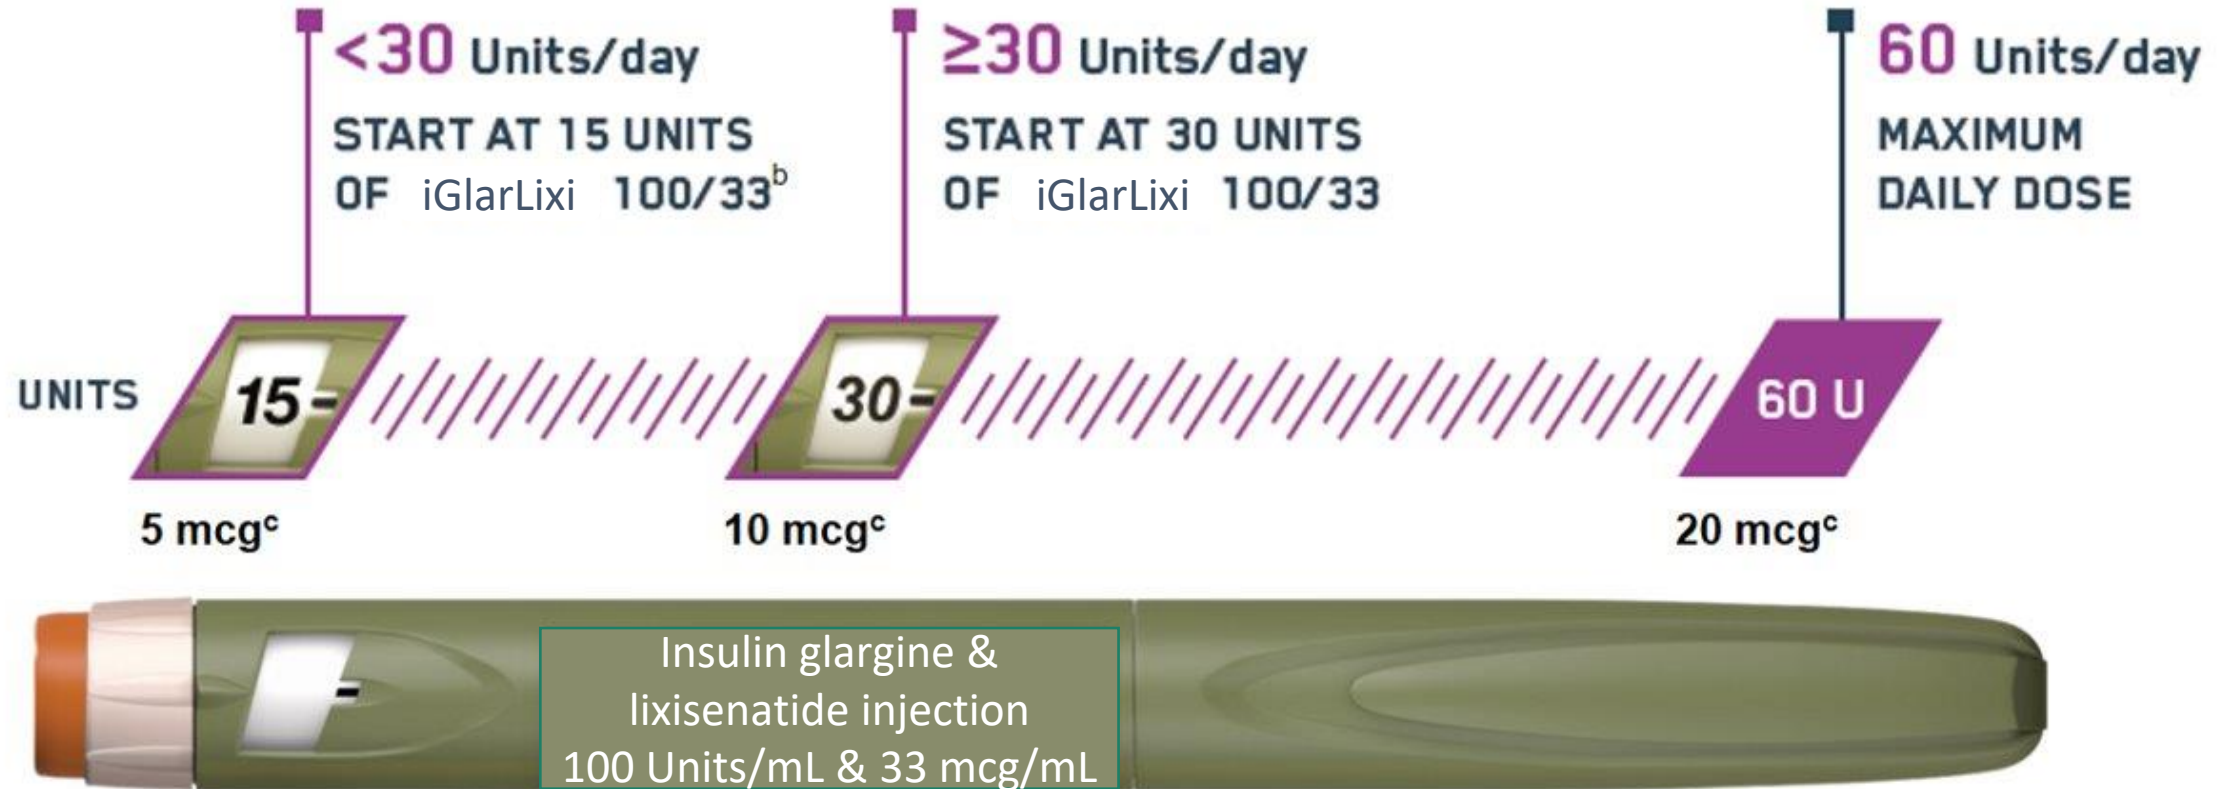 <30 Units/day
START AT 15 UNITS
OF iGlarLixi 100/33ᵇ
≥30 Units/day
START AT 30 UNITS
OF iGlarLixi 100/33
60 Units/day
MAXIMUM
DAILY DOSE
UNITS
15-
30-
60 U
5 mcgᶜ
10 mcgᶜ
20 mcgᶜ
Insulin glargine &
lixisenatide injection
100 Units/mL & 33 mcg/mL